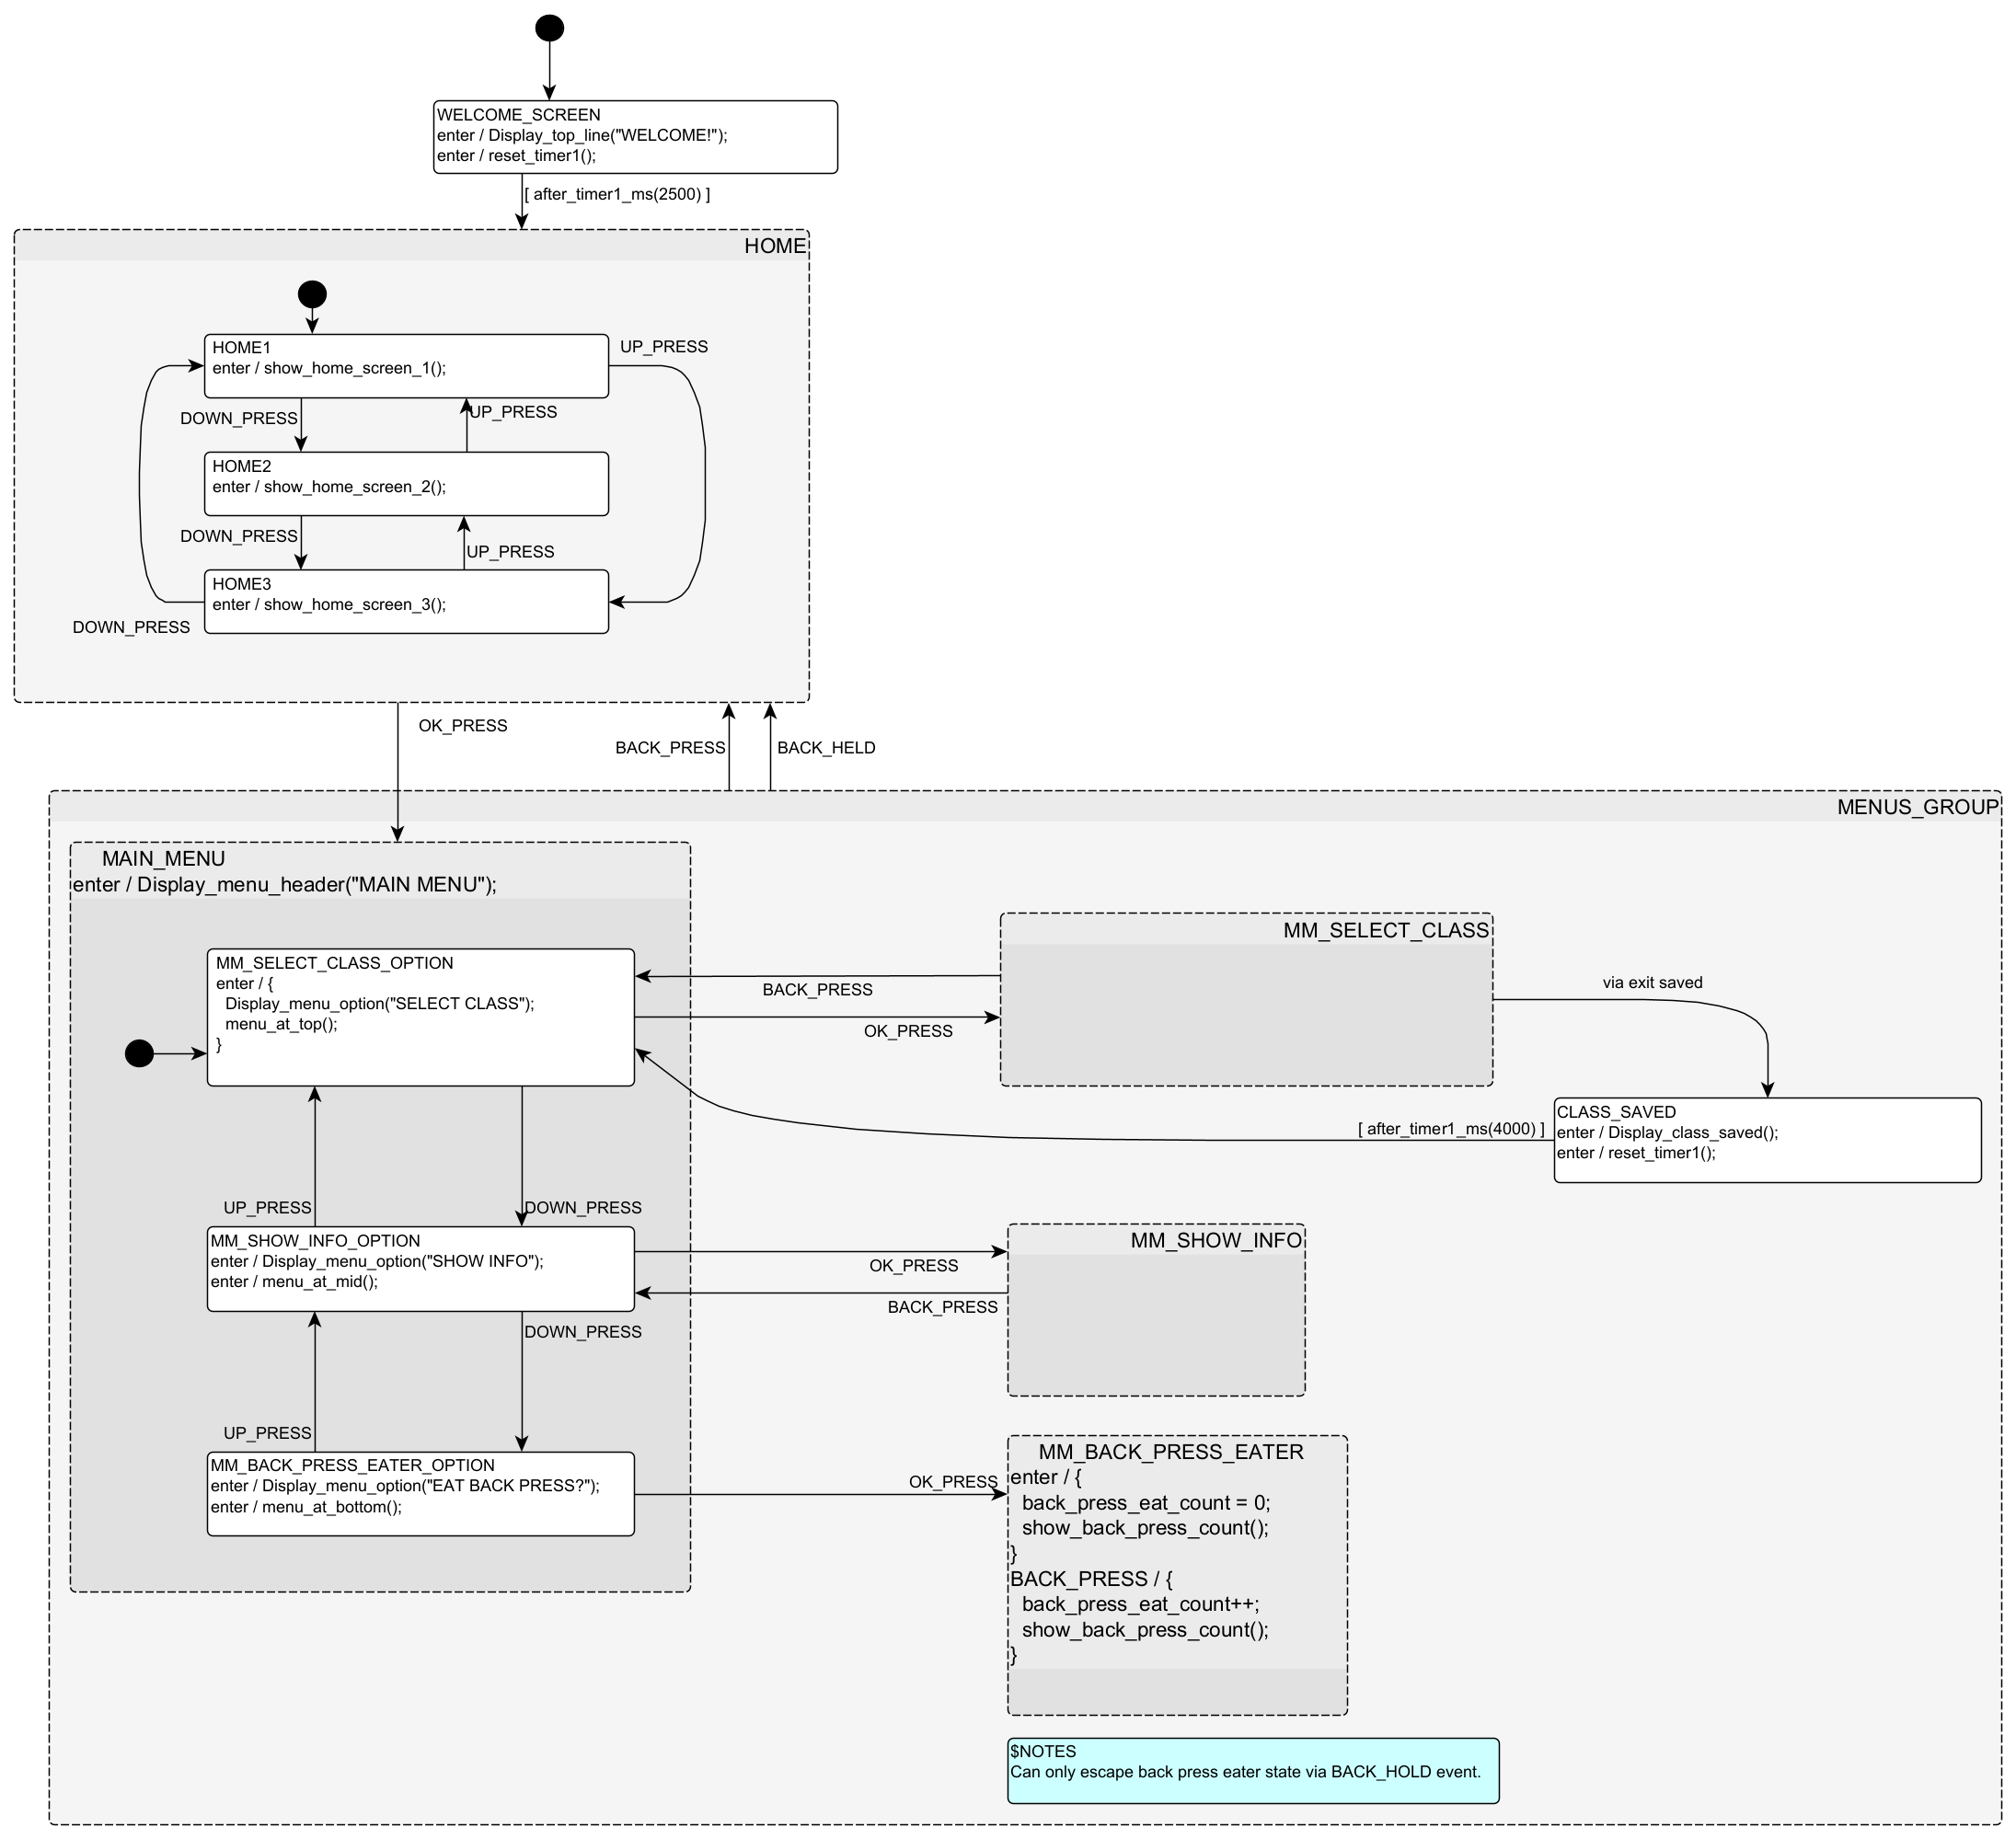 WELCOME_SCREEN
enter / Display_top_line("WELCOME!");
enter / reset_timer1();
[ after_timer1_ms(2500) ]
HOME
HOME1
enter / show_home_screen_1();
UP_PRESS
DOWN_PRESS
UP_PRESS
HOME2
enter / show_home_screen_2();
DOWN_PRESS
UP_PRESS
HOME3
enter / show_home_screen_3();
DOWN_PRESS
OK_PRESS
BACK_PRESS
BACK_HELD
MENUS_GROUP
MAIN_MENU
enter / Display_menu_header("MAIN MENU");
MM_SELECT_CLASS_OPTION
enter / {
Display_menu_option("SELECT CLASS");
menu_at_top();
}
BACK_PRESS
OK_PRESS
MM_SELECT_CLASS
via exit saved
CLASS_SAVED
enter / Display_class_saved();
enter / reset_timer1();
[ after_timer1_ms(4000) ]
UP_PRESS
DOWN_PRESS
MM_SHOW_INFO_OPTION
enter / Display_menu_option("SHOW INFO");
enter / menu_at_mid();
OK_PRESS
BACK_PRESS
MM_SHOW_INFO
DOWN_PRESS
UP_PRESS
MM_BACK_PRESS_EATER_OPTION
enter / Display_menu_option("EAT BACK PRESS?");
enter / menu_at_bottom();
OK_PRESS
MM_BACK_PRESS_EATER
enter / {
back_press_eat_count = 0;
show_back_press_count();
}
BACK_PRESS / {
back_press_eat_count++;
show_back_press_count();
}
$NOTES
Can only escape back press eater state via BACK_HOLD event.